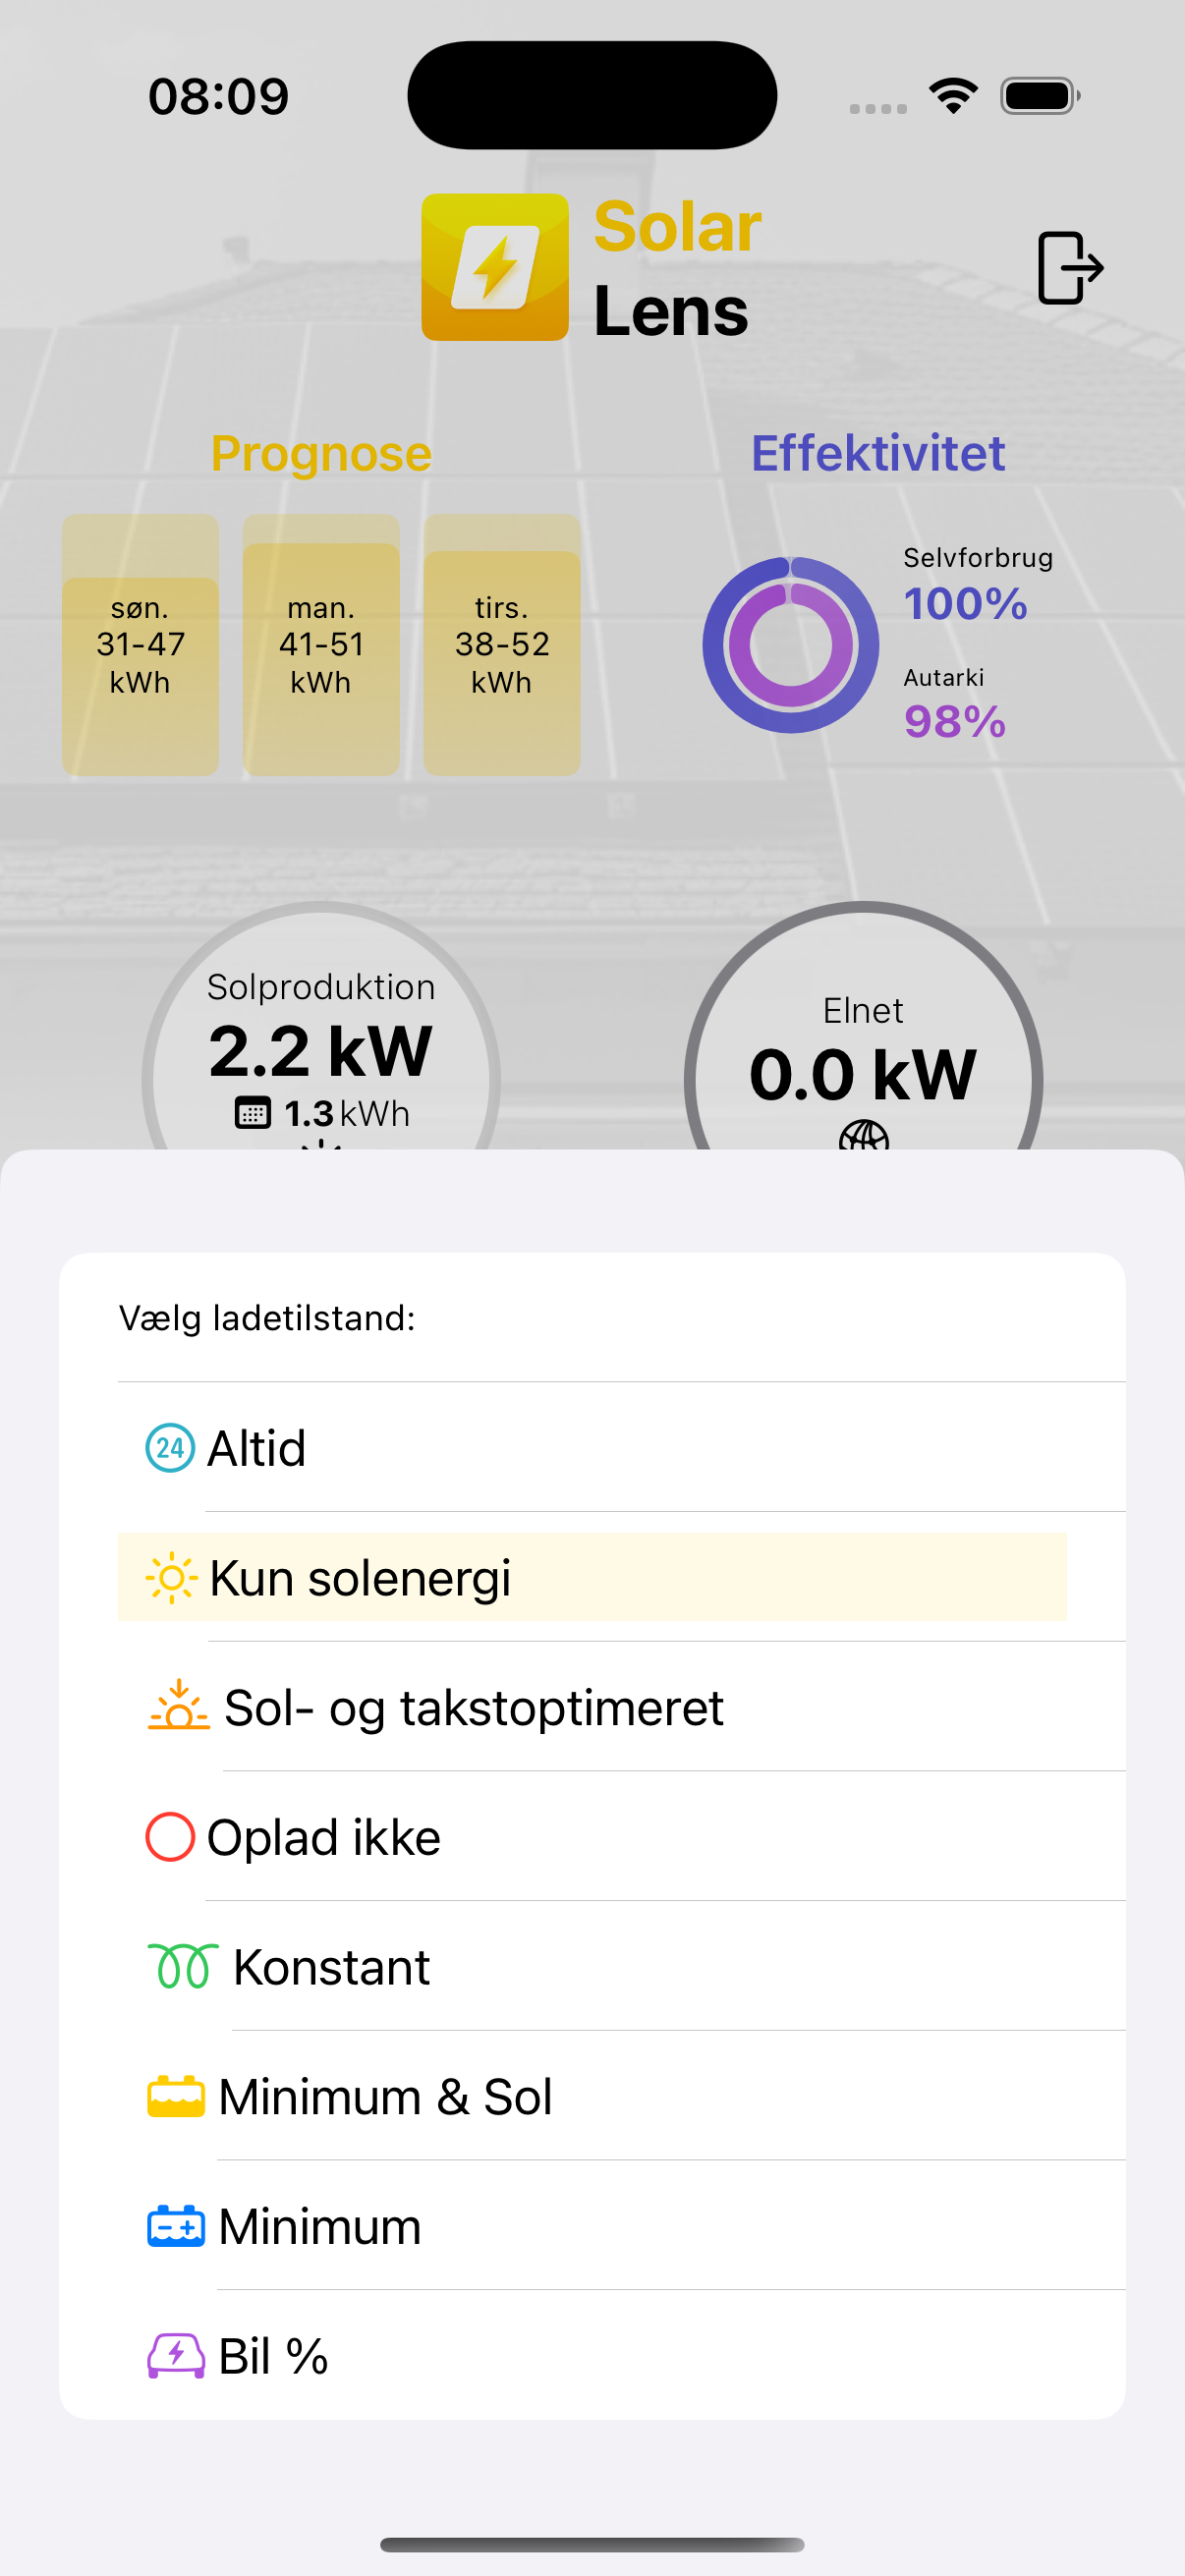 08:09
Solar
Lens
Prognose
Effektivitet
søn.
31-47
kWh
man.
41-51
kWh
tirs.
38-52
kWh
Selvforbrug
100%
Autarki
98%
Solproduktion
2.2 kW
1.3 kWh
Elnet
0.0 kW
Vælg ladetilstand:
24 Altid
Kun solenergi
Sol- og takstoptimeret
Oplad ikke
Konstant
Minimum & Sol
Minimum
Bil %